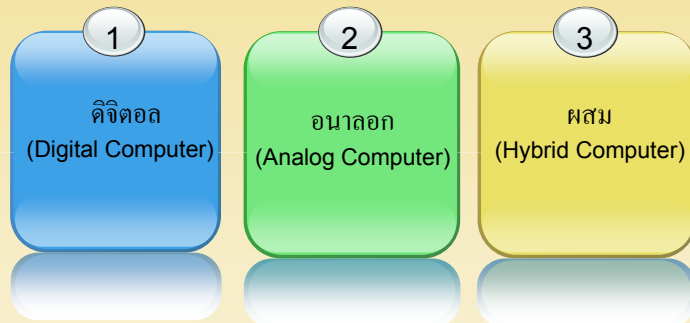 1
ดิจิตอล
(Digital Computer)
2
อนาลอก
(Analog Computer)
3
ผสม
(Hybrid Computer)